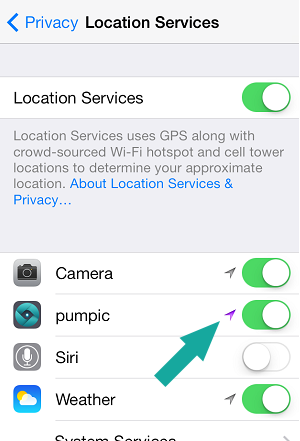 Privacy Location Services
Location Services
Location Services uses GPS along with
crowd-sourced Wi-Fi hotspot and cell tower
locations to determine your approximate
location. About Location Services &
Privacy…
Camera
pumpic
Siri
Weather
System Services